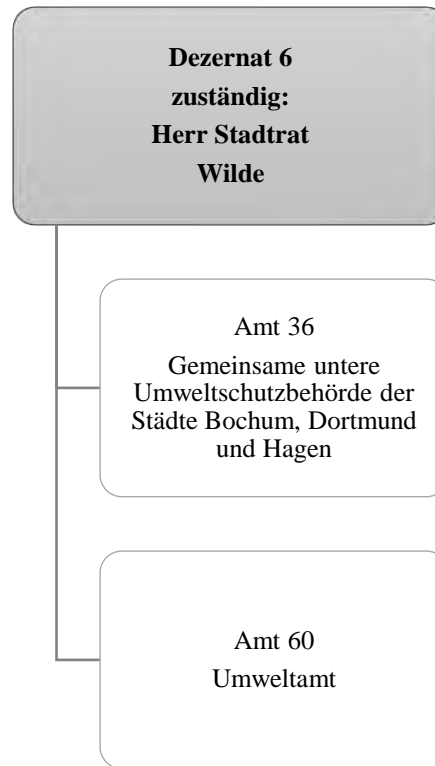 Dezernat 6
zuständig:
Herr Stadtrat
Wilde
Amt 36
Gemeinsame untere
Umweltschutzbehörde der
Städte Bochum, Dortmund
und Hagen
Amt 60
Umweltamt